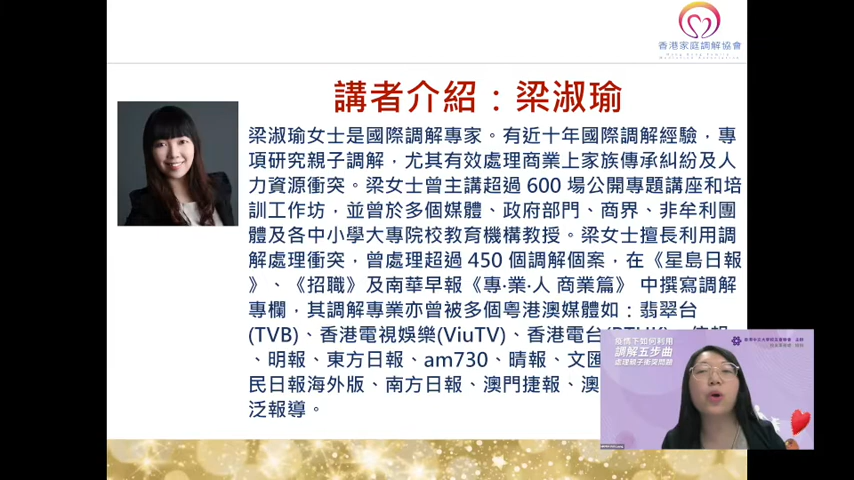 香港家庭調解協會
講者介紹：梁淑瑜
梁淑瑜女士是國際調解專家。有近十年國際調解經驗，專
項研究親子調解，尤其有效處理商業上家族傳承糾紛及人
力資源衝突。梁女士曾主講超過 600 場公開專題講座和培
訓工作坊，並曾於多個媒體、政府部門、商界、非牟利團
體及各中小學大專院校教育機構教授。梁女士擅長利用調
解處理衝突，曾處理超過 450 個調解個案，在《星島日報
》、《招職》及南華早報《專‧業‧人 商業篇》 中撰寫調解
專欄，其調解專業亦曾被多個粵港澳媒體如：翡翠台
(TVB)、香港電視娛樂(ViuTV)、香港電台
、明報、東方日報、am730、晴報、文匯
民日報海外版、南方日報、澳門捷報、澳
泛報導。
疫情下如何利用
調解五步曲
處理親子衝突問題